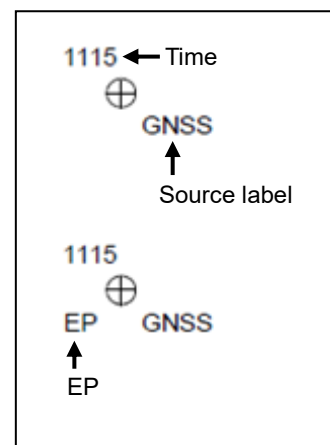 1115 Time
GNSS
Source label
1115
EP GNSS
EP